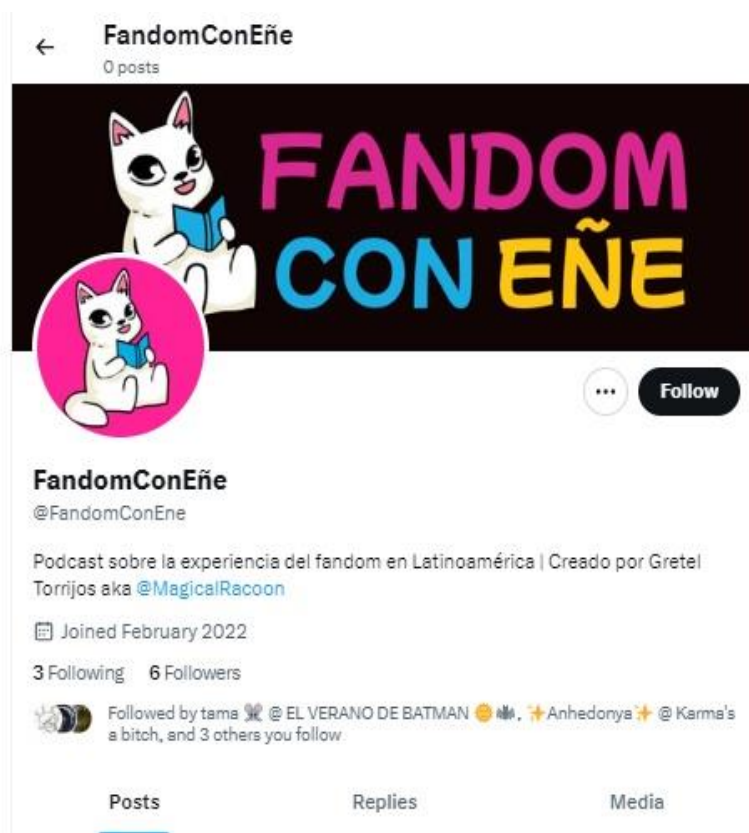 FandomConEñe
0 posts
FANDOM
CON EÑE
Follow
FandomConEñe
@FandomConEne
Podcast sobre la experiencia del fandom en Latinoamérica | Creado por Gretel
Torrijos aka @MagicalRacoon
Joined February 2022
3 Following 6 Followers
Followed by tama @ EL VERANO DE BATMAN, Anhedonya @ Karma's
a bitch, and 3 others you follow
Posts Replies Media